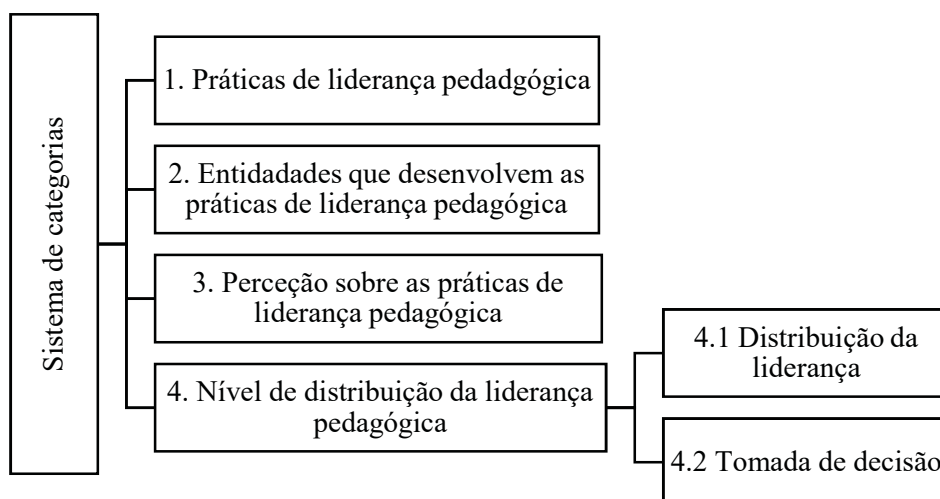 Sistema de categorias
1. Práticas de liderança pedadgógica
2. Entidadades que desenvolvem as
práticas de liderança pedagógica
3. Perceção sobre as práticas de
liderança pedagógica
4. Nível de distribuição da liderança
pedagógica
4.1 Distribuição da
liderança
4.2 Tomada de decisão